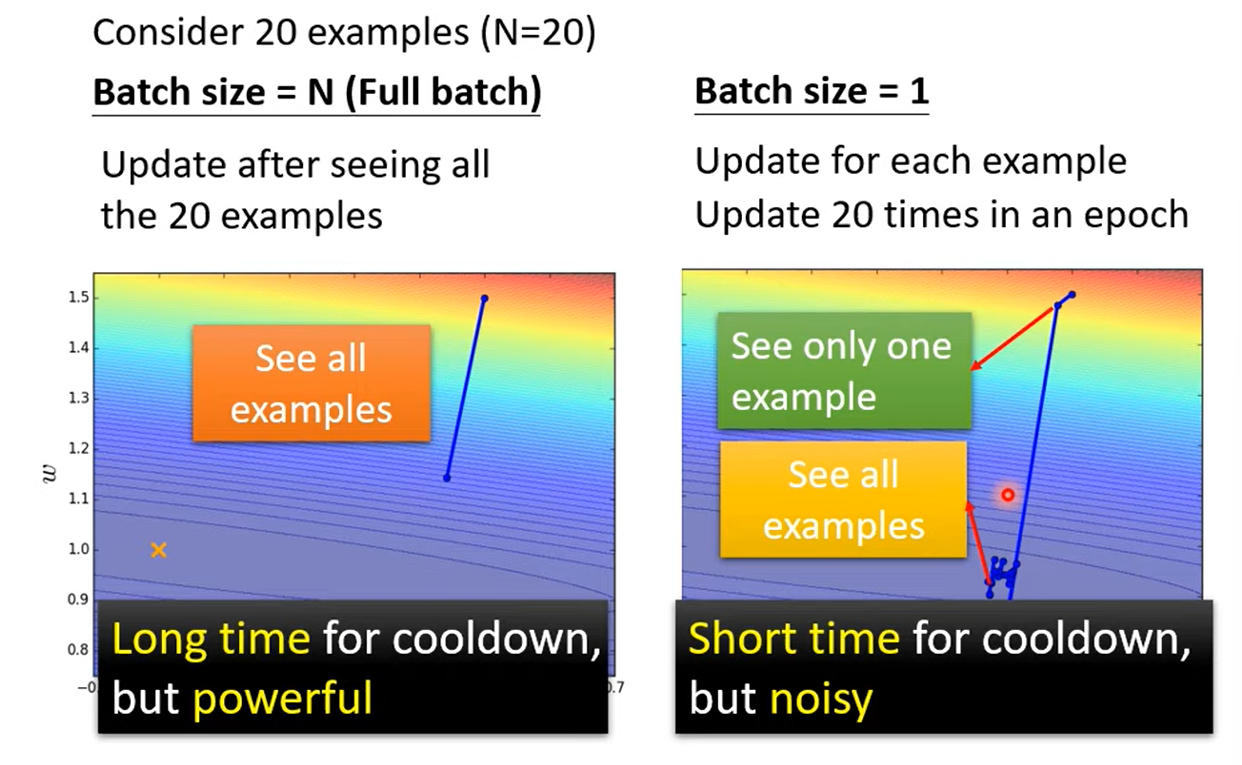 Consider 20 examples (N=20)
Batch size = N (Full batch)
Update after seeing all
the 20 examples
1.5
1.4
1.3
1.2
1.1
1.0
0.9
0.8
w
See all
examples
−0
0.7
Long time for cooldown,
but powerful
Batch size = 1
Update for each example
Update 20 times in an epoch
See only one
example
See all
examples
Short time for cooldown,
but noisy